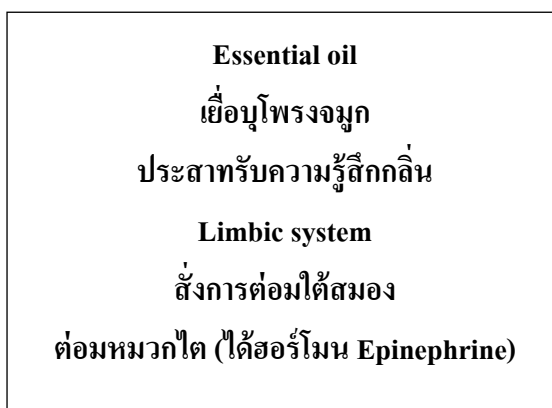 Essential oil
เยื่อบุโพรงจมูก
ประสาทรับความรู้สึกกลิ่น
Limbic system
สั่งการต่อมใต้สมอง
ต่อมหมวกไต (ได้ฮอร์โมน Epinephrine)